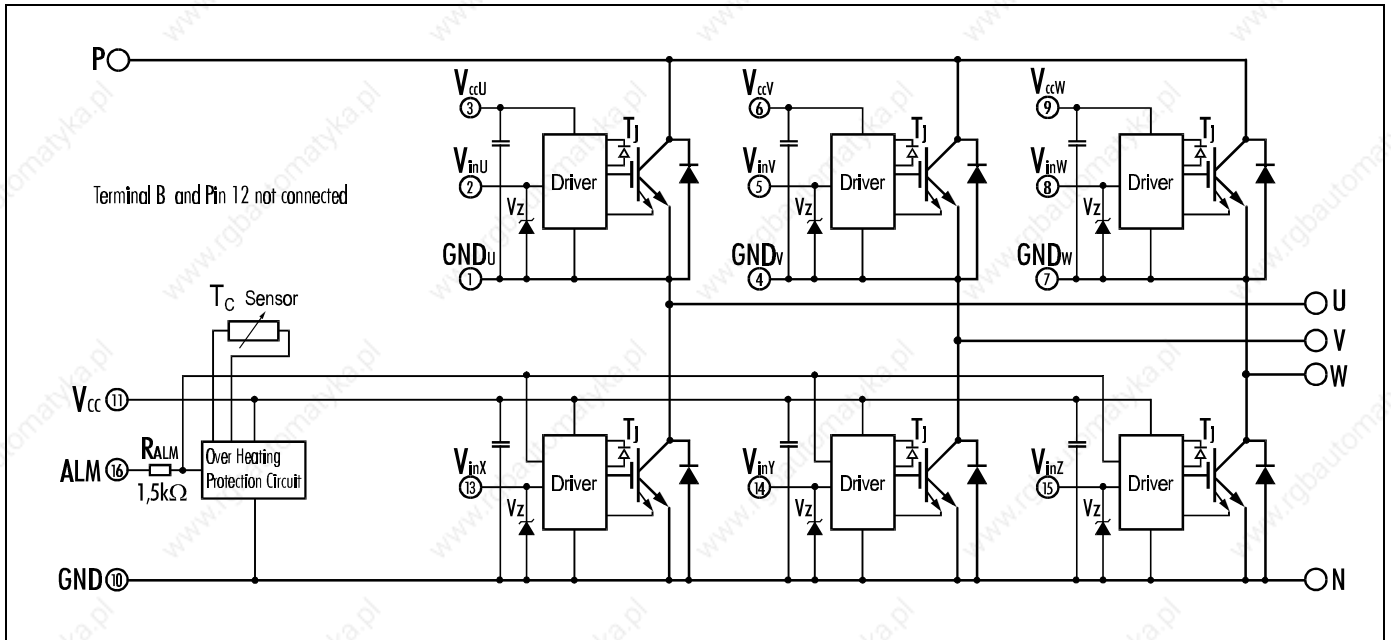 P
VccU
3
VinU
2
Vz
GNDU
1
Driver
Tj
VccV
6
VinV
5
Vz
GNDV
4
Driver
Tj
VccW
9
VinW
8
Vz
GNDW
7
Driver
Tj
Terminal B and Pin 12 not connected
TC Sensor
U
V
W
Vcc 11
RALM
ALM 16
1,5kΩ
Over Heating
Protection Circuit
GND 10
VinX
13
Vz
Driver
Tj
VinY
14
Vz
Driver
Tj
VinZ
15
Vz
Driver
Tj
N
www.rgbautomatyka.pl